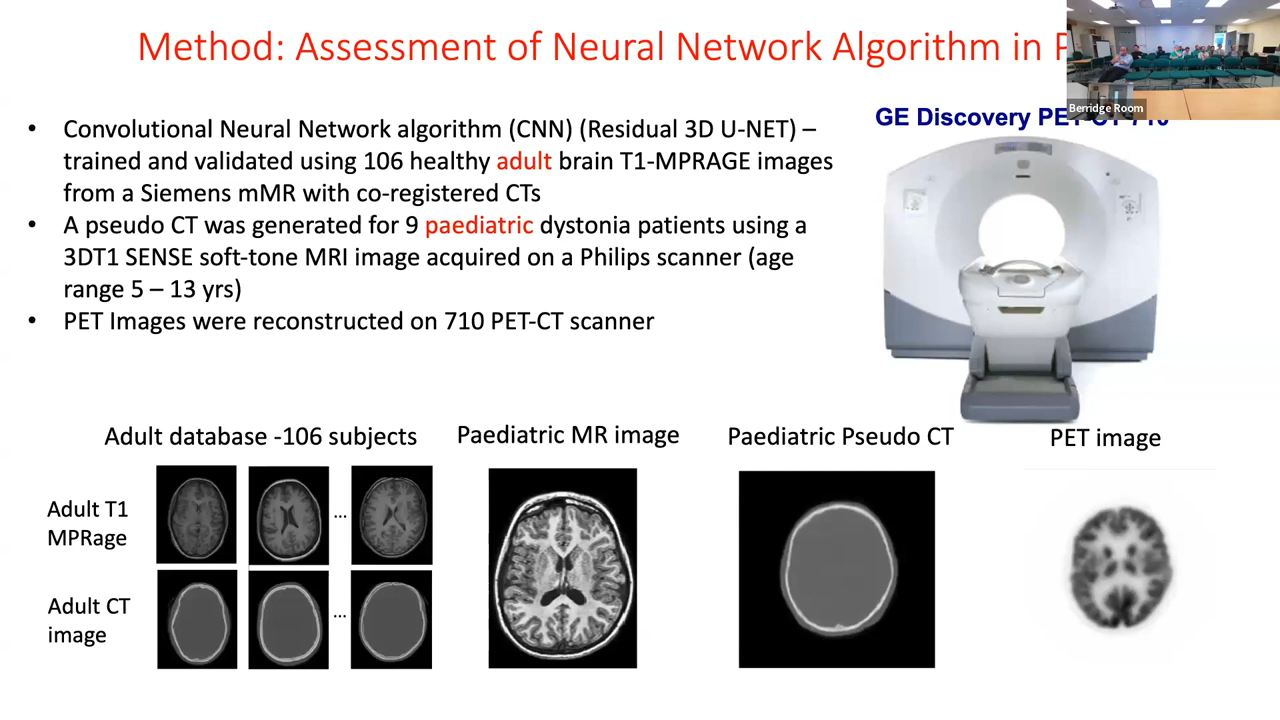 Method: Assessment of Neural Network Algorithm in
Berridge Room
• Convolutional Neural Network algorithm (CNN) (Residual 3D U-NET) –
trained and validated using 106 healthy adult brain T1-MPRAGE images
from a Siemens mMR with co-registered CTs
• A pseudo CT was generated for 9 paediatric dystonia patients using a
3DT1 SENSE soft-tone MRI image acquired on a Philips scanner (age
range 5 – 13 yrs)
• PET Images were reconstructed on 710 PET-CT scanner
GE Discovery PET-CT 710
Adult database -106 subjects
Paediatric MR image
Paediatric Pseudo CT
PET image
Adult T1
MPRage
...
Adult CT
image
...